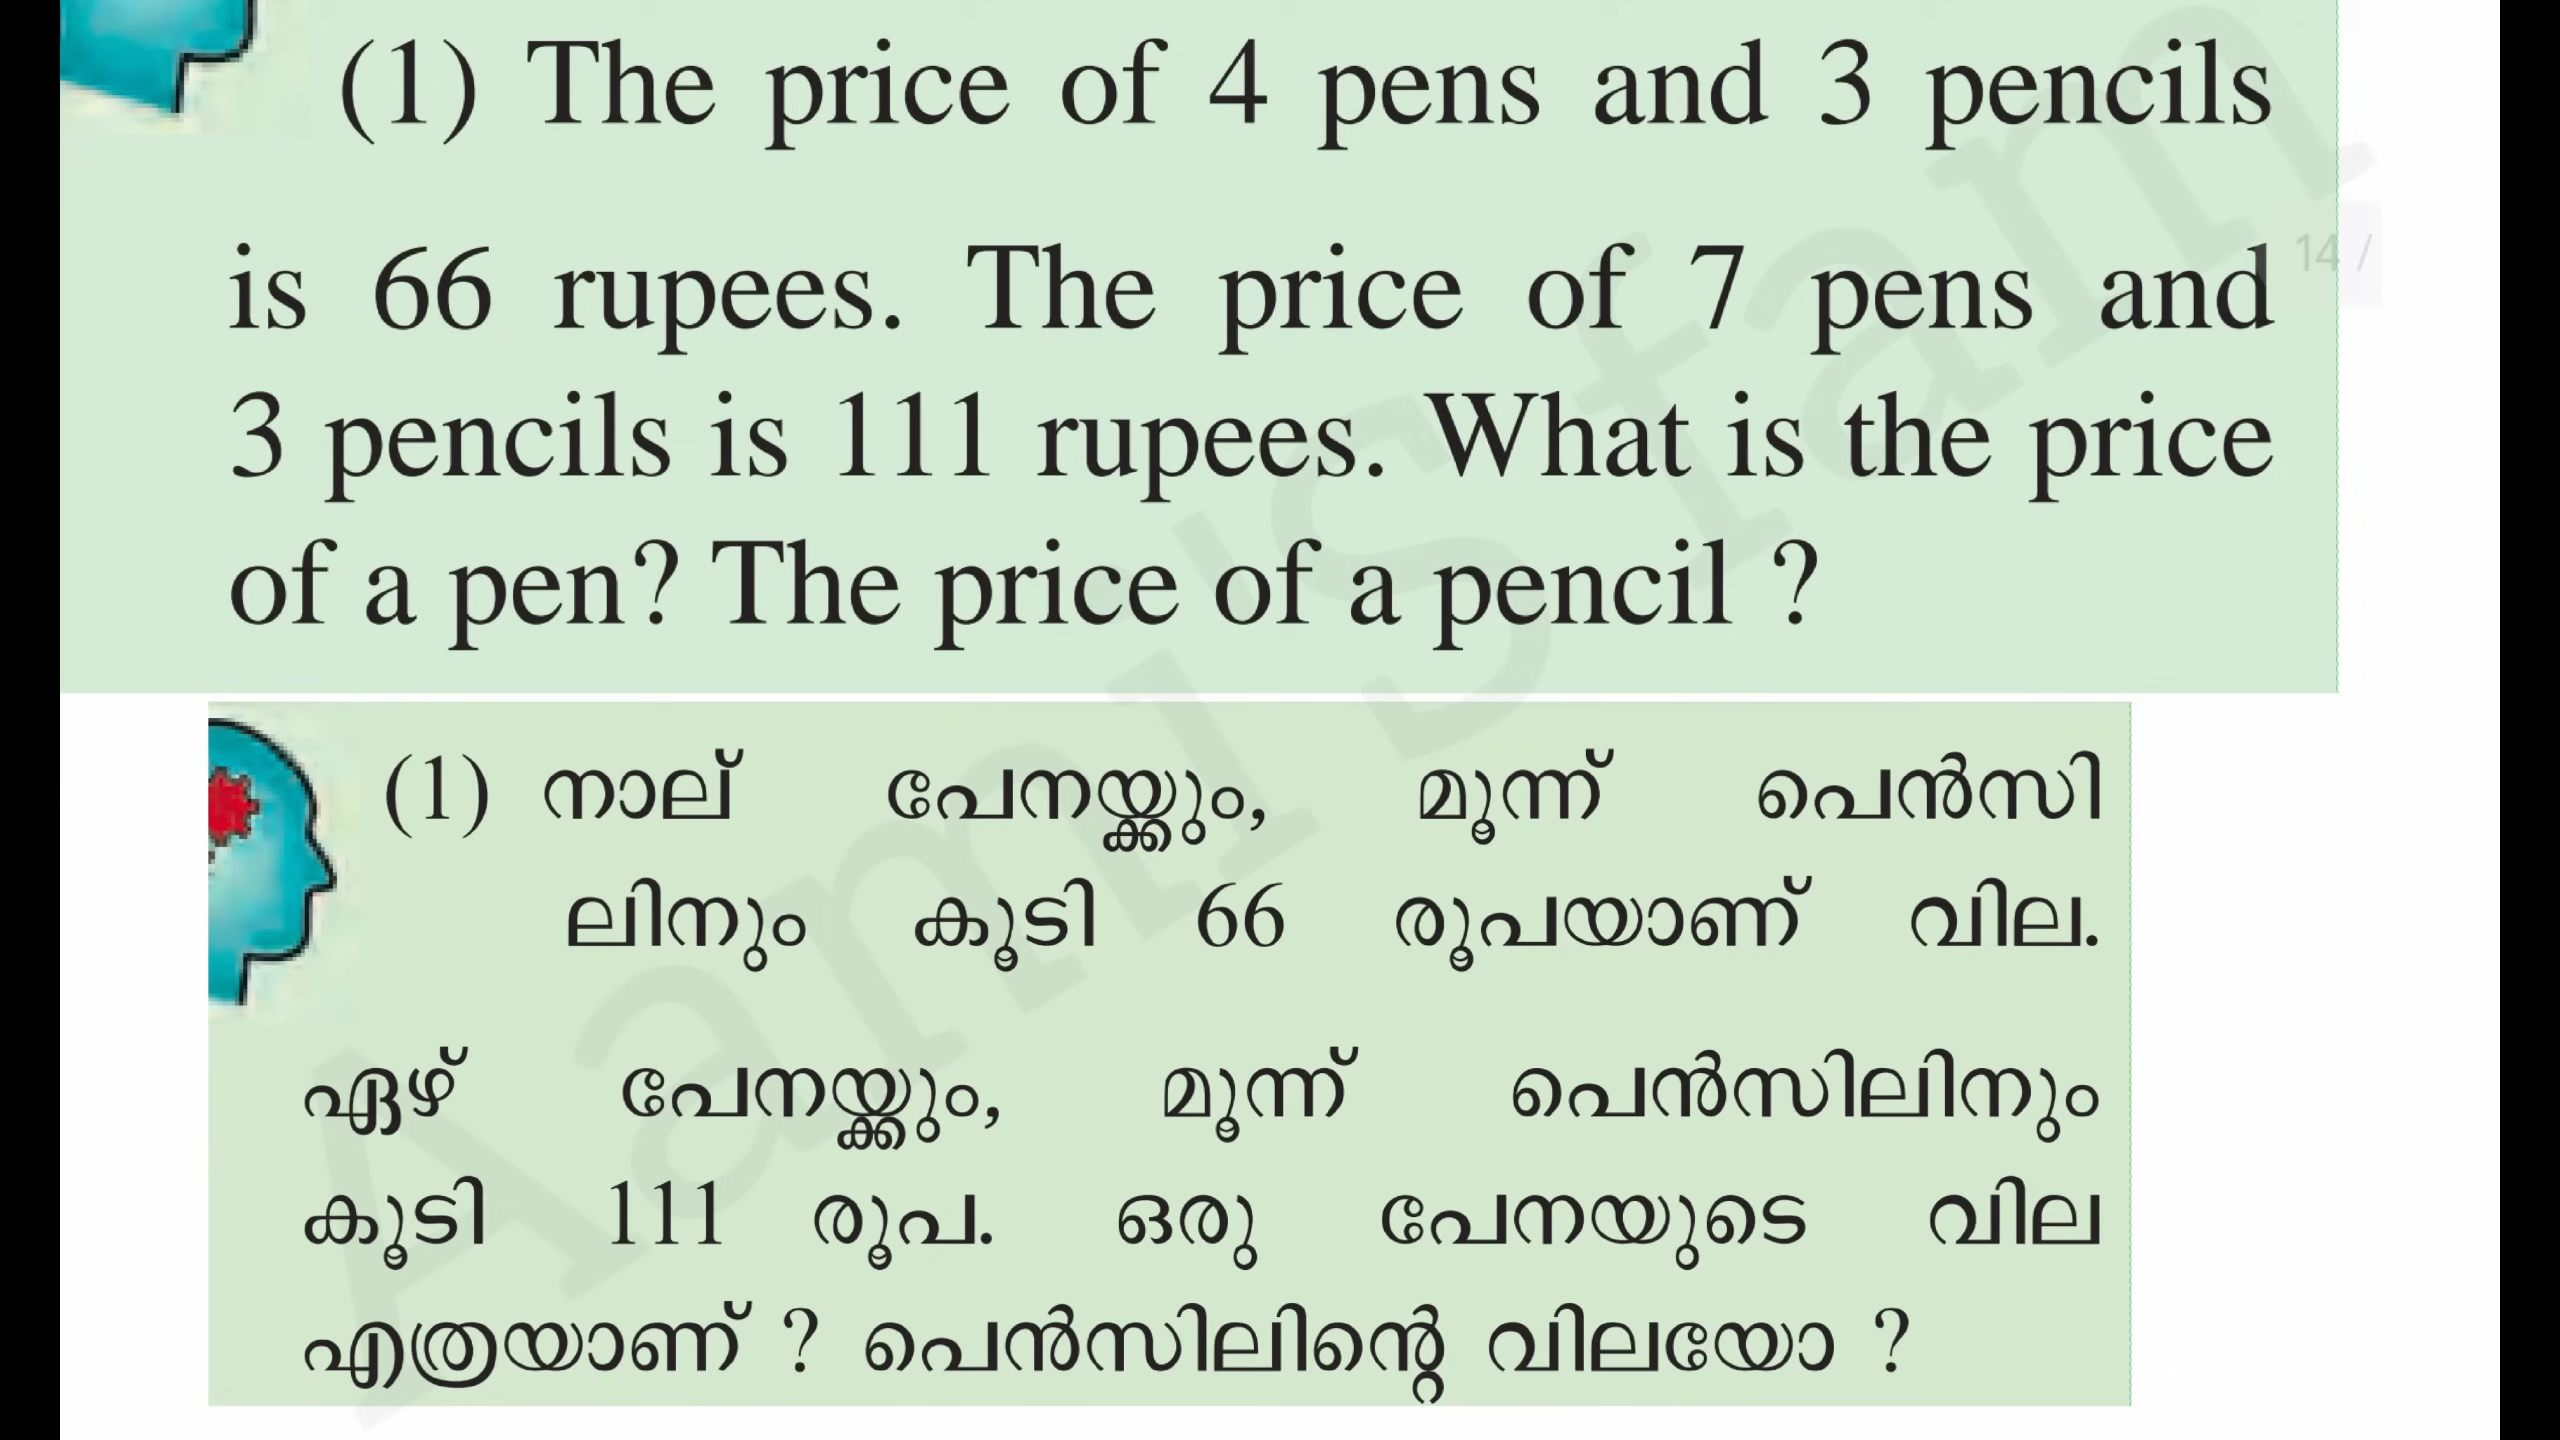 (1) The price of 4 pens and 3 pencils
is 66 rupees. The price of 7 pens and
14 /
3 pencils is 111 rupees. What is the price
of a pen? The price of a pencil ?
(1) നാല് പേനയ്ക്കും, മൂന്ന് പെൻസി
ലിനും കൂടി 66 രൂപയാണ് വില.
ഏഴ് പേനയ്ക്കും, മൂന്ന് പെൻസിലിനും
കൂടി 111 രൂപ. ഒരു പേനയുടെ വില
എത്രയാണ് ? പെൻസിലിന്റെ വിലയോ ?
Aamisfam